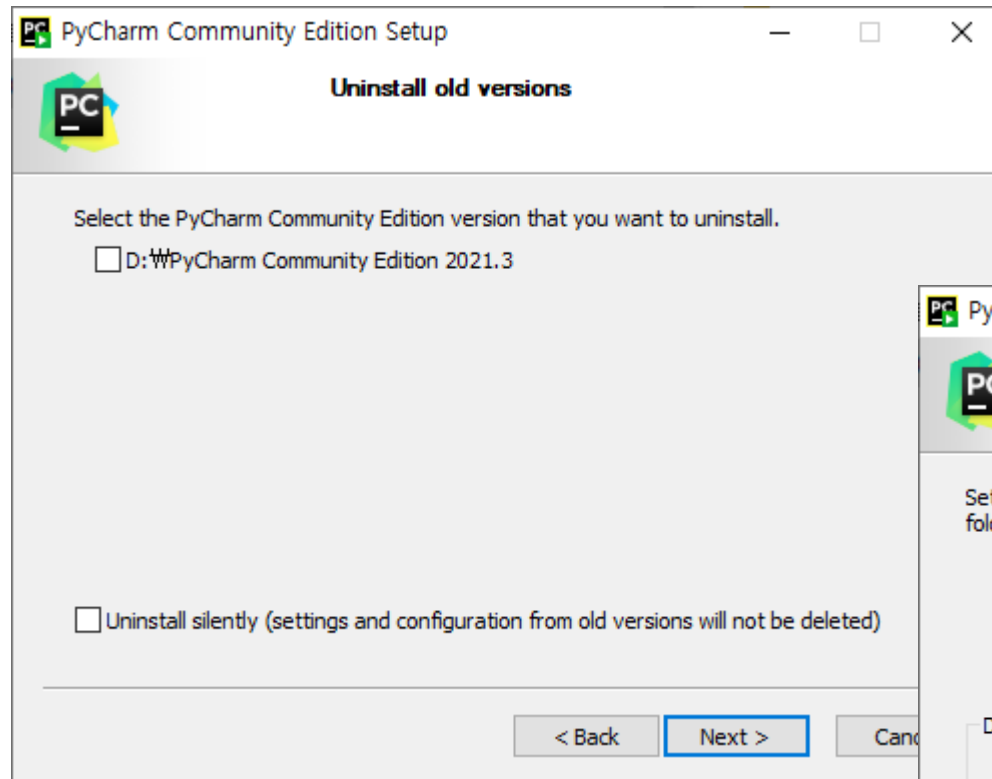 PyCharm Community Edition Setup
PC
Uninstall old versions
Select the PyCharm Community Edition version that you want to uninstall.
D:₩PyCharm Community Edition 2021.3
Uninstall silently (settings and configuration from old versions will not be deleted)
< Back
Next >